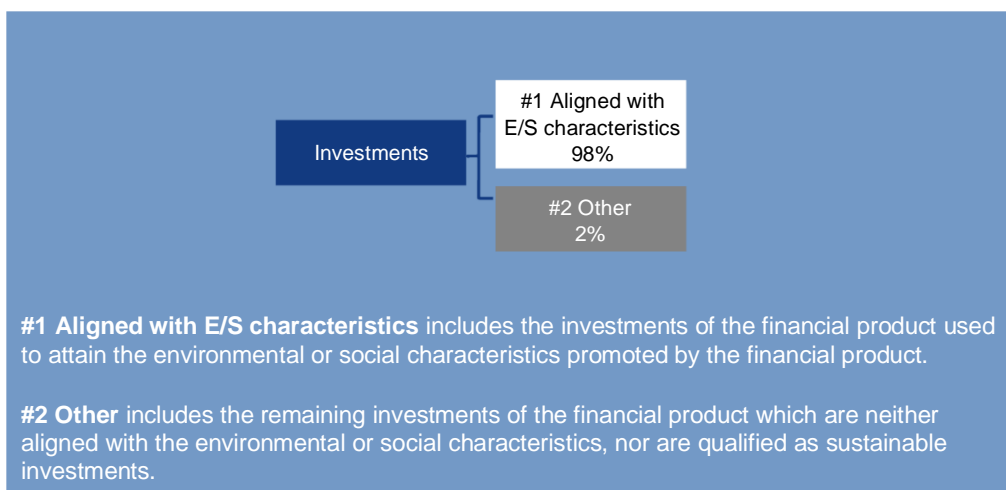 Investments
#1 Aligned with
E/S characteristics
98%
#2 Other
2%
#1 Aligned with E/S characteristics includes the investments of the financial product used
to attain the environmental or social characteristics promoted by the financial product.
#2 Other includes the remaining investments of the financial product which are neither
aligned with the environmental or social characteristics, nor are qualified as sustainable
investments.